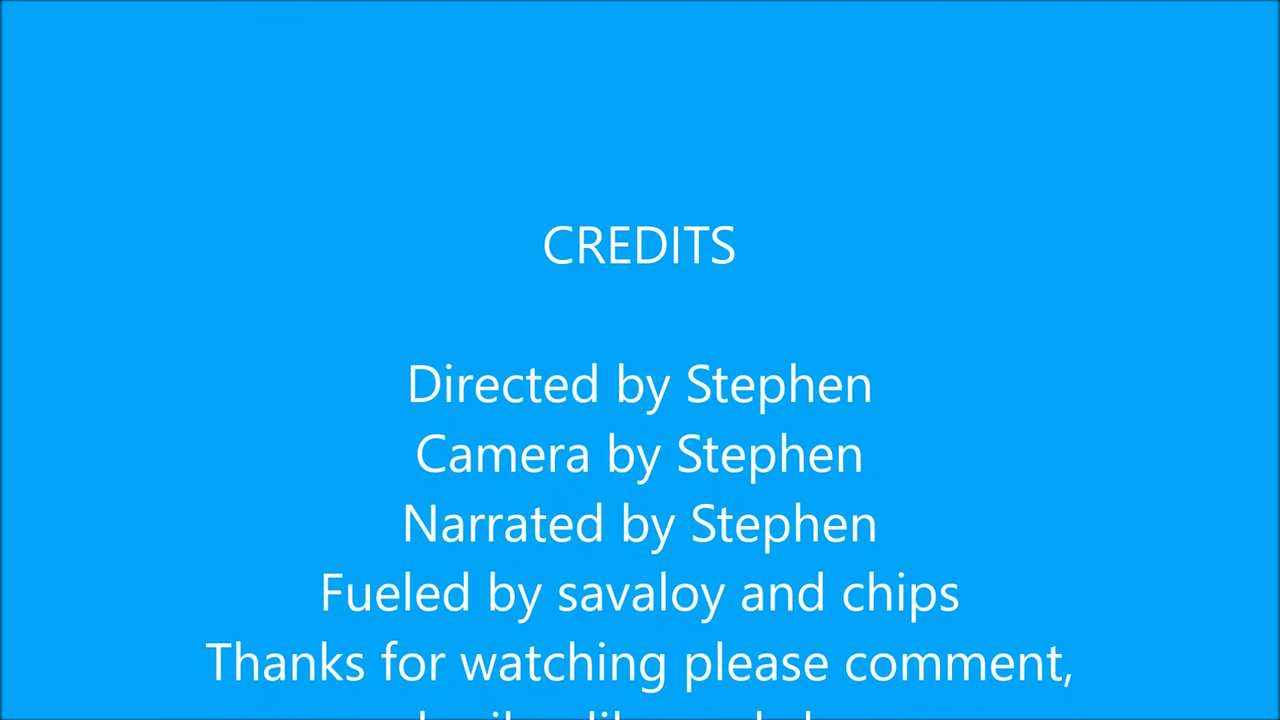 CREDITS
Directed by Stephen
Camera by Stephen
Narrated by Stephen
Fueled by savaloy and chips
Thanks for watching please comment,